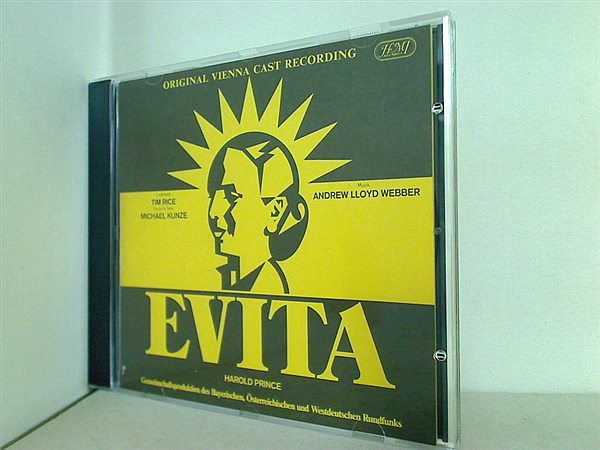 ORIGINAL VIENNA CAST RECORDING
TIM RICE
MICHAEL KUNZE
Musik
ANDREW LLOYD WEBBER
EVITA
HAROLD PRINCE
Gemeinschaftsproduktion des Bayerischen, Österreichischen und Westdeutschen Rundfunks